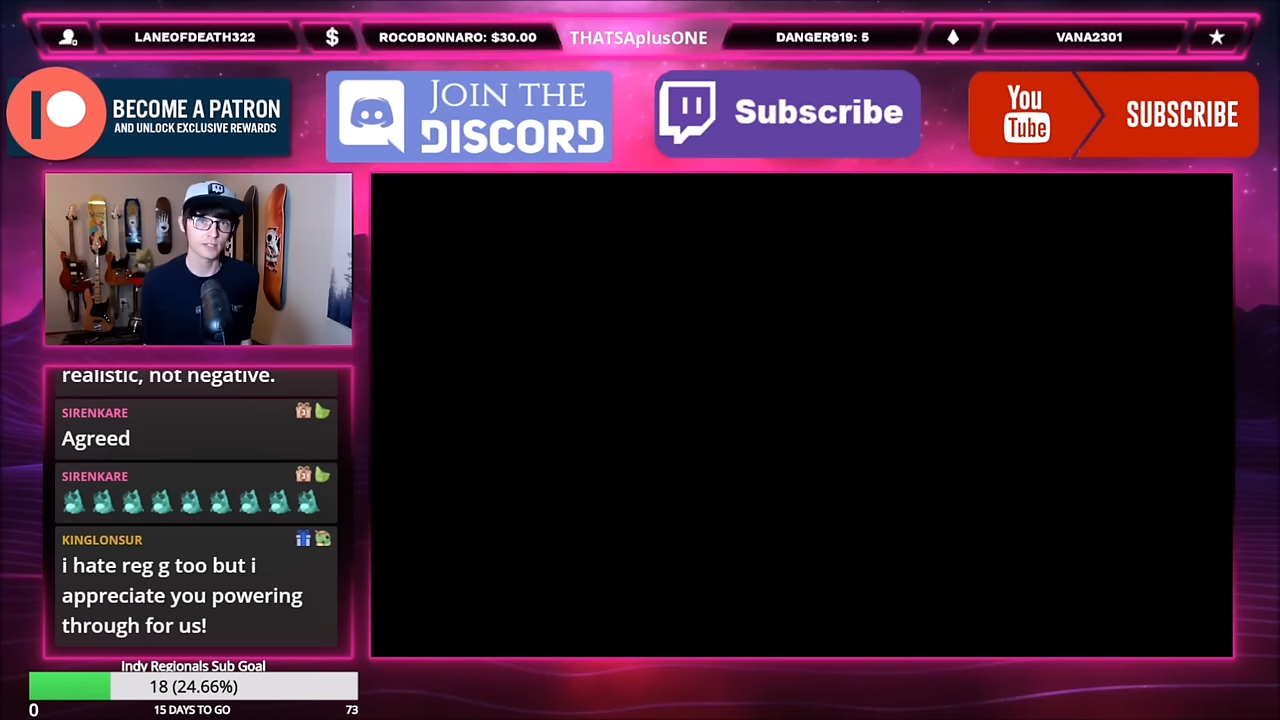 LANEOFDEATH322
$
ROCOBONNARO: $30.00
THATSAplusONE
DANGER919: 5
VANA2301
BECOME A PATRON
AND UNLOCK EXCLUSIVE REWARDS
JOIN THE
DISCORD
Subscribe
You
Tube
SUBSCRIBE
realistic, not negative.
SIRENKARE
Agreed
SIRENKARE
KINGLONSUR
i hate reg g too but i
appreciate you powering
through for us!
Indy Regionals Sub Goal
18 (24.66%)
0
15 DAYS TO GO
73